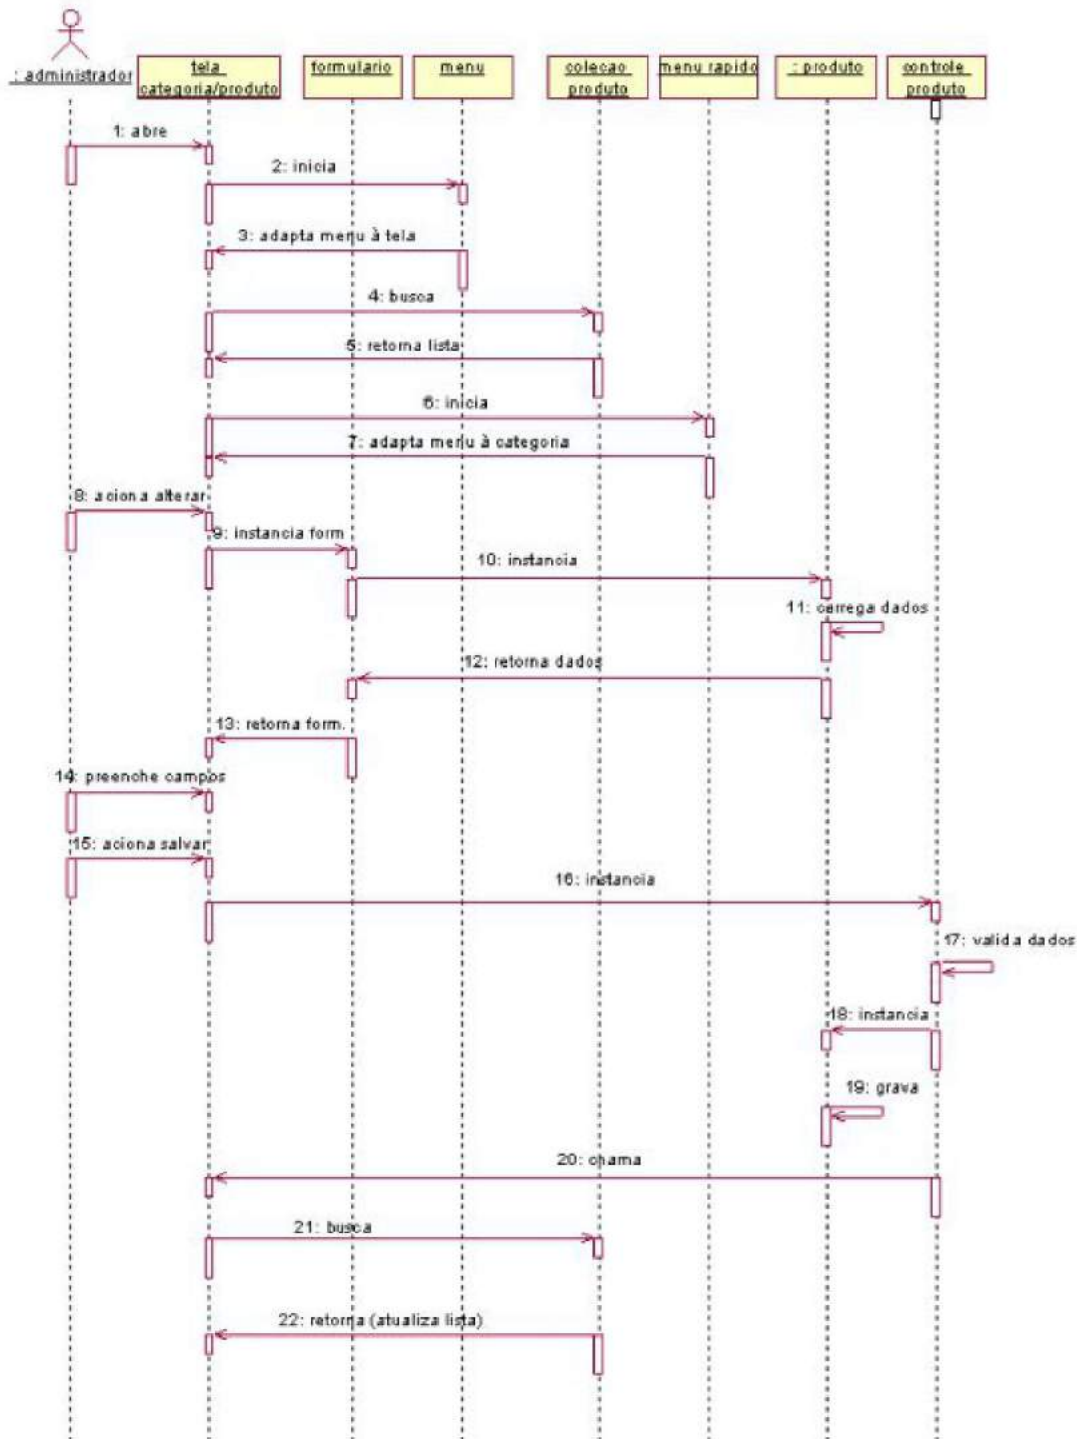 : administrador
tela
categoria/produto
formulario
menu
colecao
produto
menu rapido
: produto
controle
produto
1: abre
2: inicia
3: adapta menu à tela
4: busca
5: retorna lista
6: inicia
7: adapta menu à categoria
8: aciona alterar
9: instancia form
10: instancia
11: carrega dados
12: retorna dados
13: retorna form.
14: preenche campos
15: aciona salvar
16: instancia
17: valida dados
18: instancia
19: grava
20: chama
21: busca
22: retorna (atualiza lista)